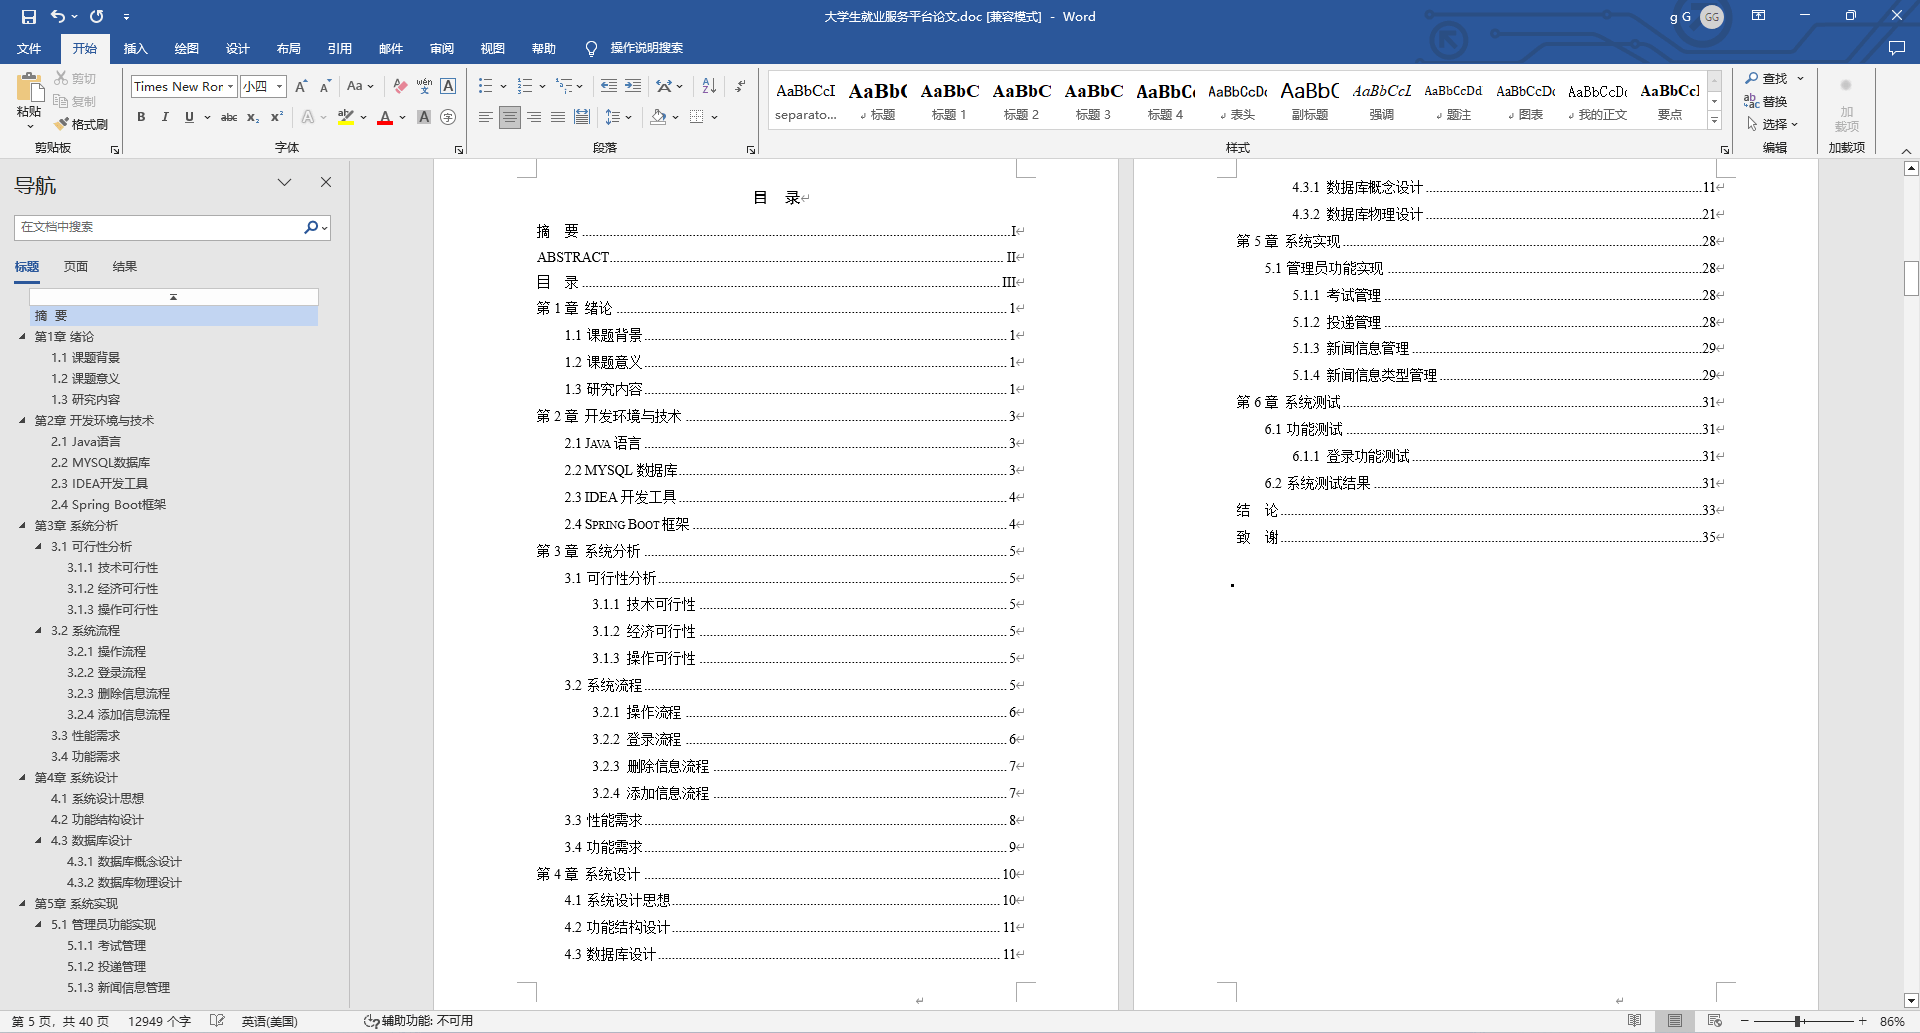 大学生就业服务平台论文.doc [兼容模式] - Word
g G
GG
文件 开始 插入 绘图 设计 布局 引用 邮件 审阅 视图 帮助 操作说明搜索
粘贴
剪切
复制
格式刷
剪贴板
Times New Ror 小四
字体
段落
AaBbCcI AaBb( AaBbC AaBbC AaBbC AaBbC( AaBbCcDc AaBbC AaBbCcL AaBbCcDd AaBbCcDc AaBbCcDc AaBbCcI
separato... 标题 标题 1 标题 2 标题 3 标题 4 表头 副标题 强调 题注 图表 我的正文 要点
样式
查找
替换
选择
编辑
加载项
加载项
导航
在文档中搜索
标题 页面 结果
摘 要
第1章 绪论
1.1 课题背景
1.2 课题意义
1.3 研究内容
第2章 开发环境与技术
2.1 Java语言
2.2 MYSQL数据库
2.3 IDEA开发工具
2.4 Spring Boot框架
第3章 系统分析
3.1 可行性分析
3.1.1 技术可行性
3.1.2 经济可行性
3.1.3 操作可行性
3.2 系统流程
3.2.1 操作流程
3.2.2 登录流程
3.2.3 删除信息流程
3.2.4 添加信息流程
3.3 性能需求
3.4 功能需求
第4章 系统设计
4.1 系统设计思想
4.2 功能结构设计
4.3 数据库设计
4.3.1 数据库概念设计
4.3.2 数据库物理设计
第5章 系统实现
5.1 管理员功能实现
5.1.1 考试管理
5.1.2 投递管理
5.1.3 新闻信息管理
目 录
摘 要 I
ABSTRACT II
目 录 III
第 1 章 绪论 1
1.1 课题背景 1
1.2 课题意义 1
1.3 研究内容 1
第 2 章 开发环境与技术 3
2.1 JAVA 语言 3
2.2 MYSQL 数据库 3
2.3 IDEA 开发工具 4
2.4 SPRING BOOT 框架 4
第 3 章 系统分析 5
3.1 可行性分析 5
3.1.1 技术可行性 5
3.1.2 经济可行性 5
3.1.3 操作可行性 5
3.2 系统流程 5
3.2.1 操作流程 6
3.2.2 登录流程 6
3.2.3 删除信息流程 7
3.2.4 添加信息流程 7
3.3 性能需求 8
3.4 功能需求 9
第 4 章 系统设计 10
4.1 系统设计思想 10
4.2 功能结构设计 11
4.3 数据库设计 11
4.3.1 数据库概念设计 11
4.3.2 数据库物理设计 21
第 5 章 系统实现 28
5.1 管理员功能实现 28
5.1.1 考试管理 28
5.1.2 投递管理 28
5.1.3 新闻信息管理 29
5.1.4 新闻信息类型管理 29
第 6 章 系统测试 31
6.1 功能测试 31
6.1.1 登录功能测试 31
6.2 系统测试结果 31
结 论 33
致 谢 35
第 5 页，共 40 页 12949 个字 英语(美国) 辅助功能: 不可用 86%